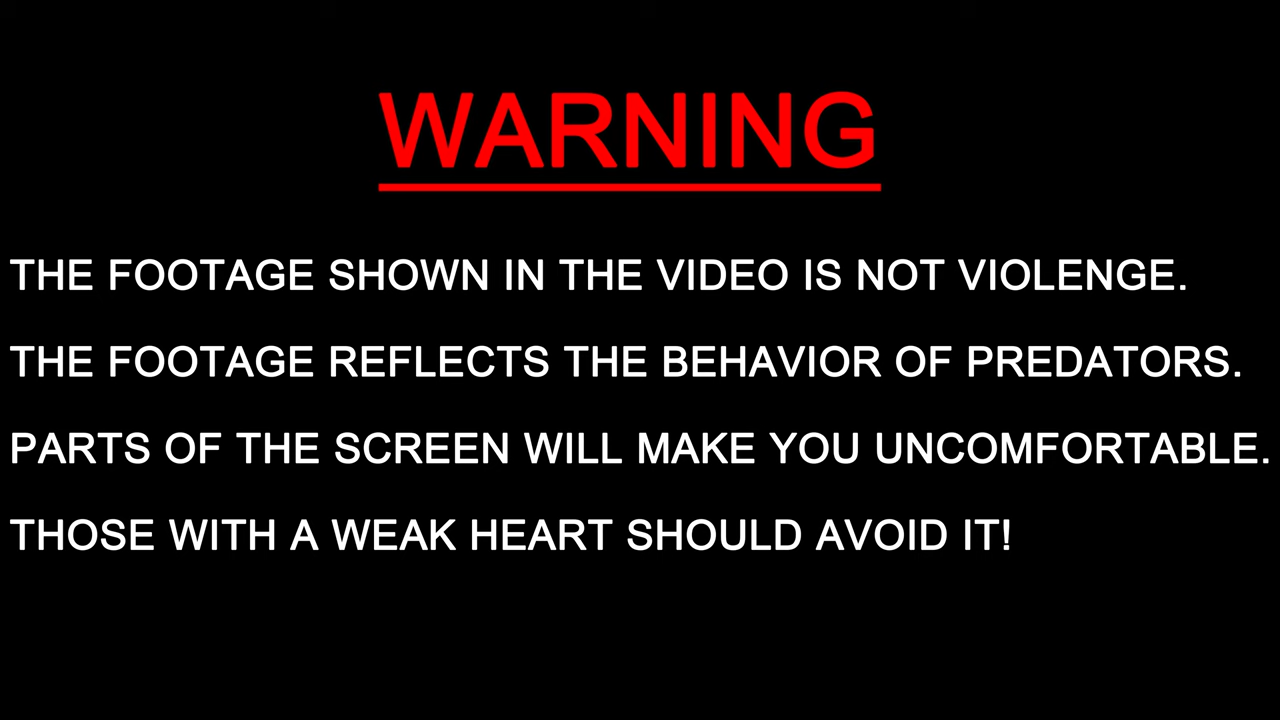 WARNING
THE FOOTAGE SHOWN IN THE VIDEO IS NOT VIOLENGE.
THE FOOTAGE REFLECTS THE BEHAVIOR OF PREDATORS.
PARTS OF THE SCREEN WILL MAKE YOU UNCOMFORTABLE.
THOSE WITH A WEAK HEART SHOULD AVOID IT!